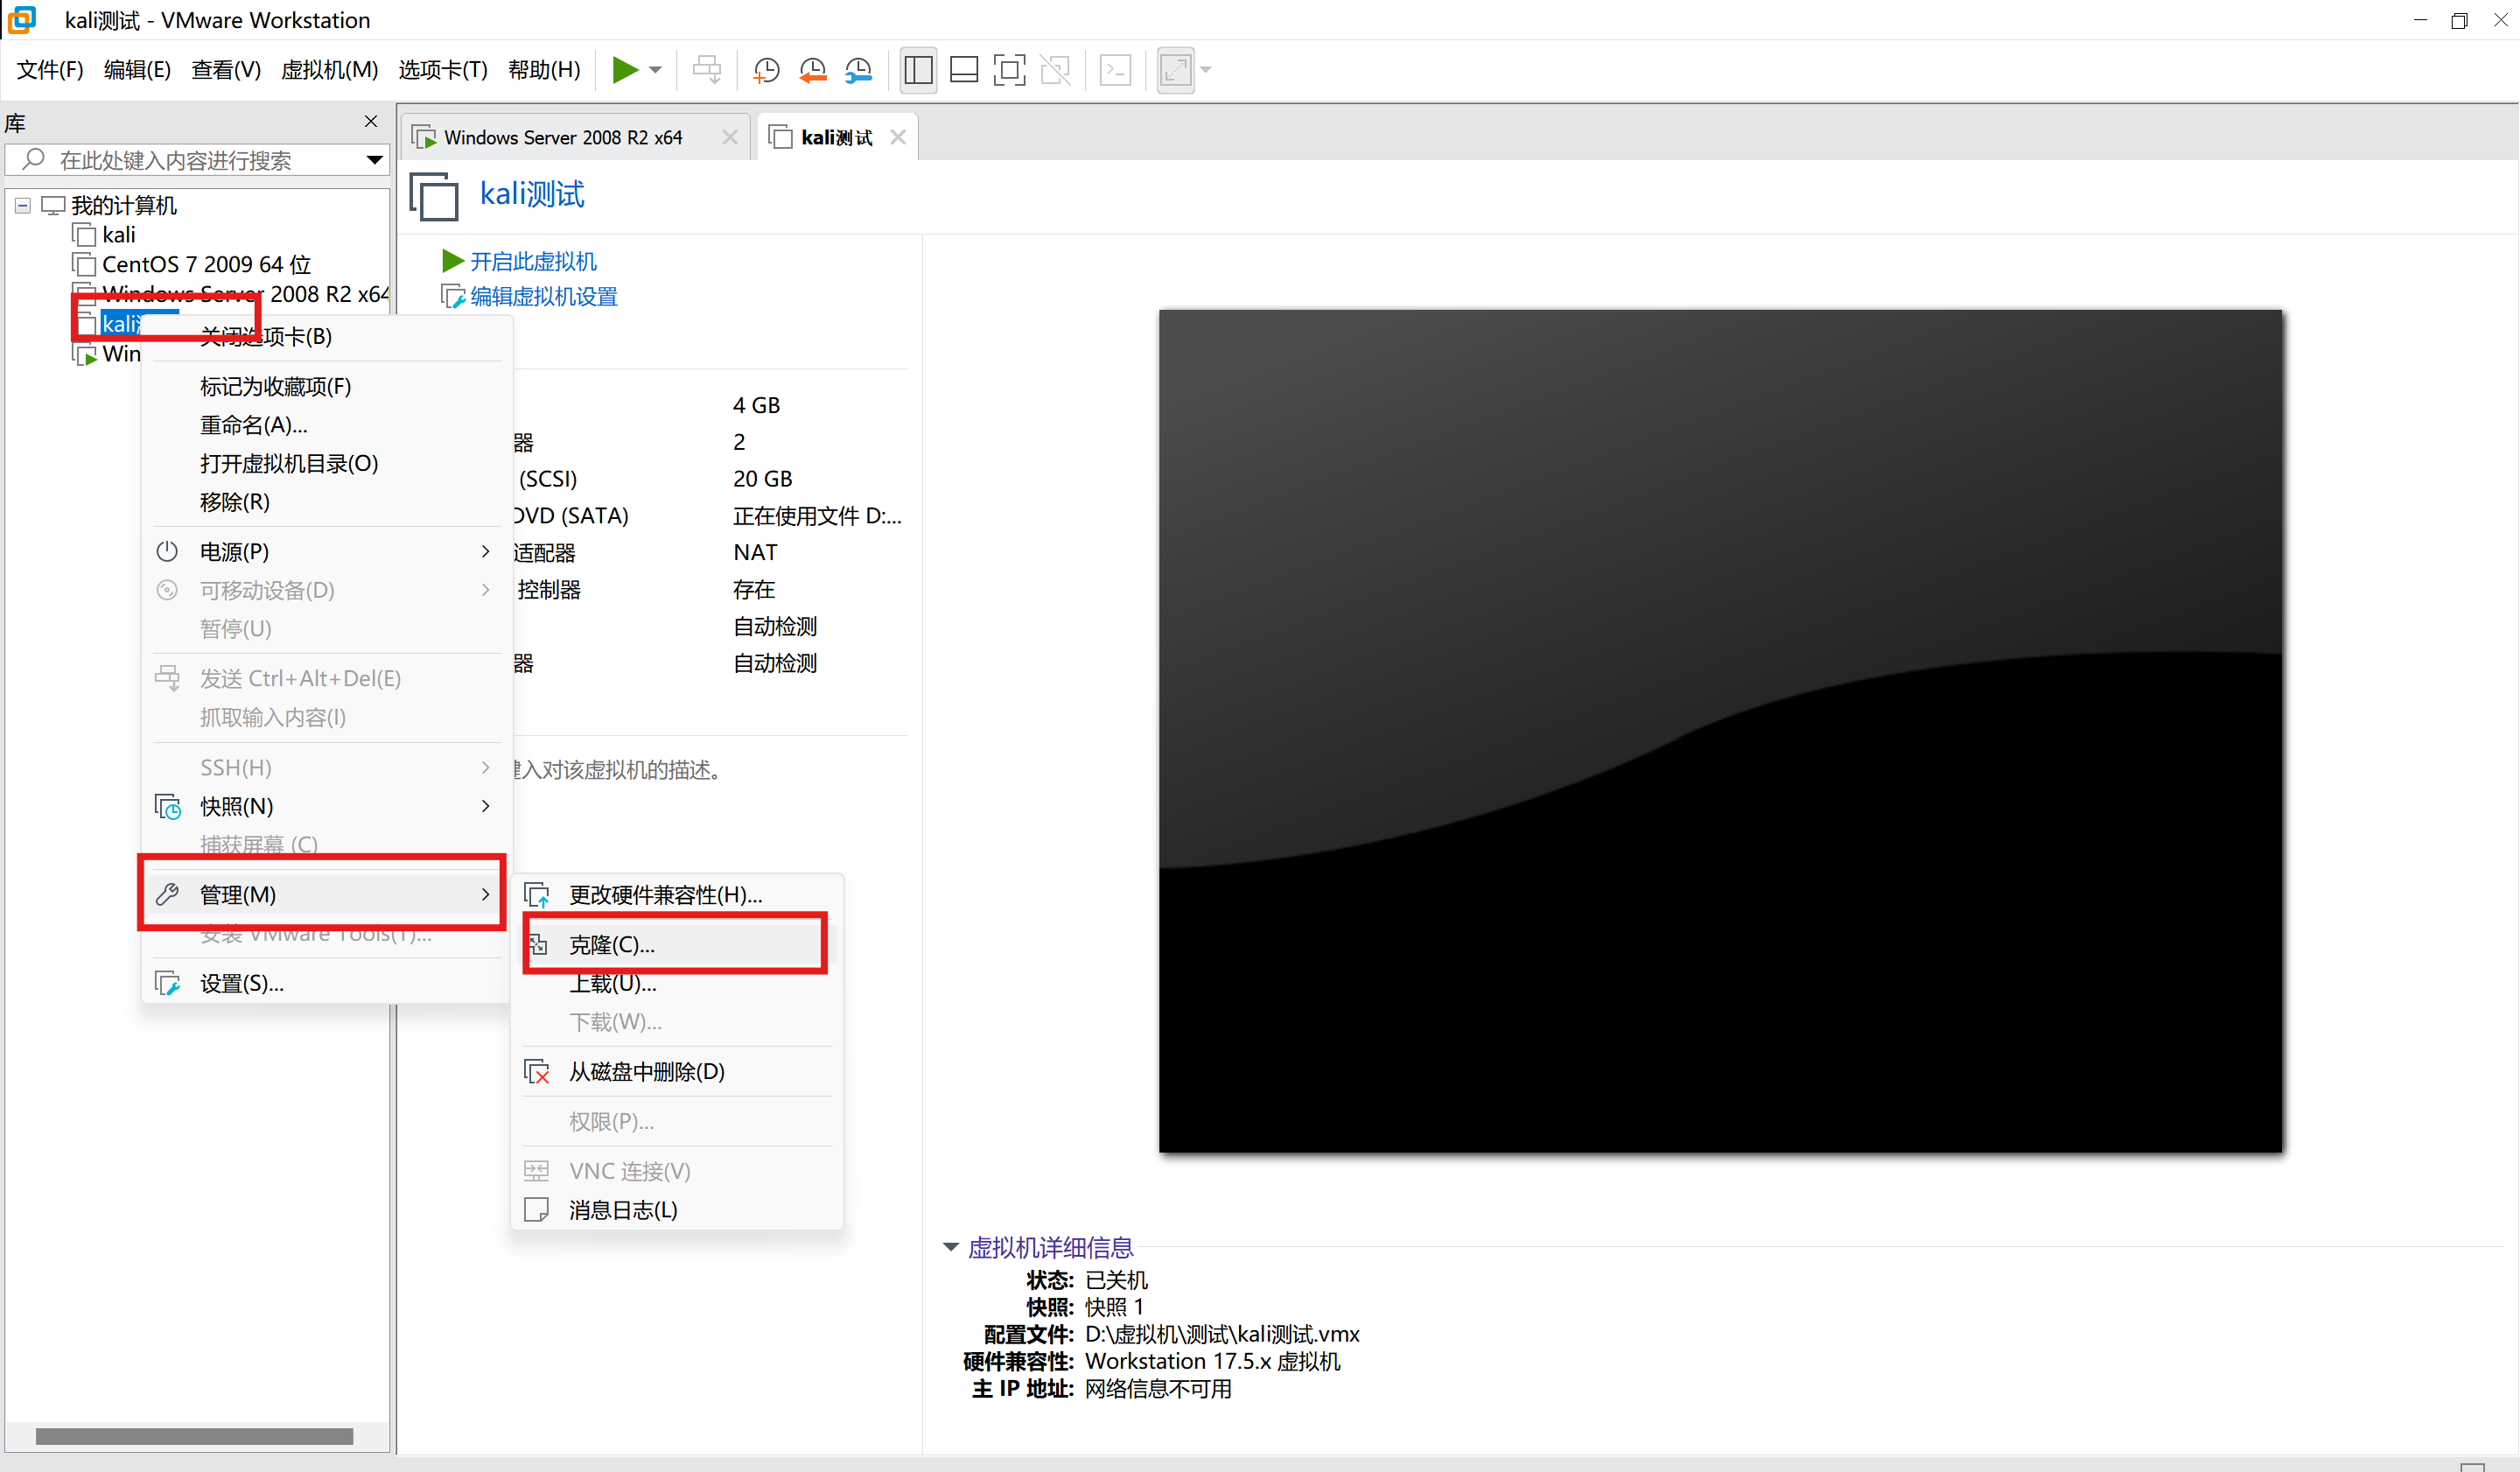 kali测试 - VMware Workstation
文件(F) 编辑(E) 查看(V) 虚拟机(M) 选项卡(T) 帮助(H)
库
在此处键入内容进行搜索
我的计算机
kali
CentOS 7 2009 64 位
Windows Server 2008 R2 x64
kali
Win
Windows Server 2008 R2 x64
kali测试
kali测试
开启此虚拟机
编辑虚拟机设置
4 GB
器 2
(SCSI) 20 GB
DVD (SATA) 正在使用文件 D:...
适配器 NAT
控制器 存在
自动检测
器 自动检测
键入对该虚拟机的描述。
关闭选项卡(B)
标记为收藏项(F)
重命名(A)...
打开虚拟机目录(O)
移除(R)
电源(P)
可移动设备(D)
暂停(U)
发送 Ctrl+Alt+Del(E)
抓取输入内容(I)
SSH(H)
快照(N)
捕获屏幕 (C)
管理(M)
安装 VMware Tools(T)...
设置(S)...
更改硬件兼容性(H)...
克隆(C)...
上载(U)...
下载(W)...
从磁盘中删除(D)
权限(P)...
VNC 连接(V)
消息日志(L)
虚拟机详细信息
状态: 已关机
快照: 快照 1
配置文件: D:\虚拟机\测试\kali测试.vmx
硬件兼容性: Workstation 17.5.x 虚拟机
主 IP 地址: 网络信息不可用